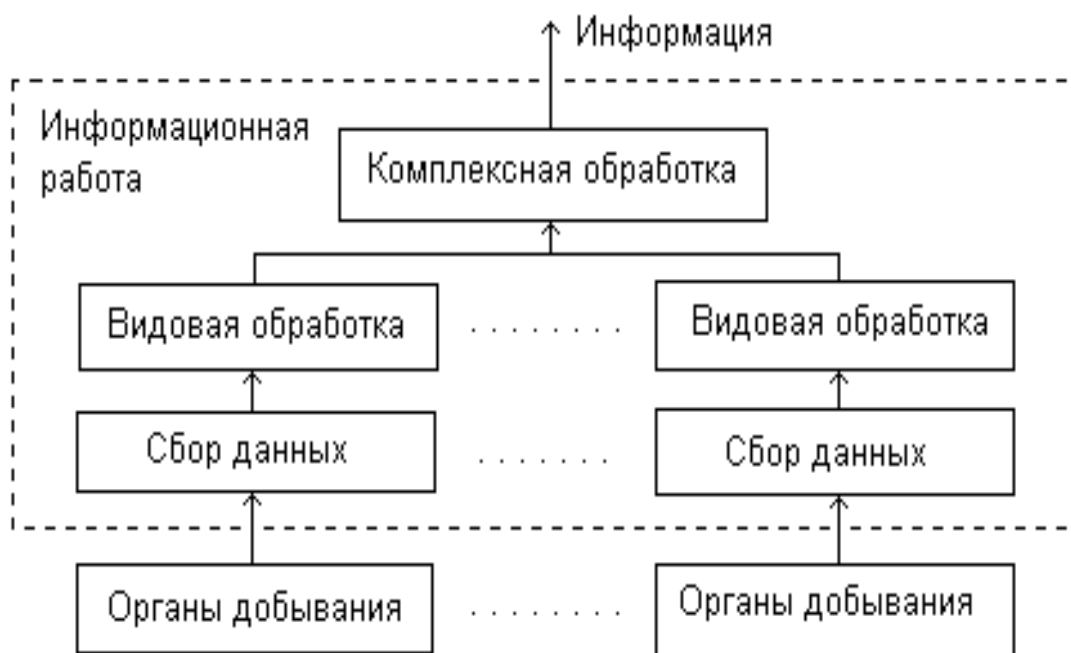 Информация
Информационная
работа
Комплексная обработка
Видовая обработка
Видовая обработка
Сбор данных
Сбор данных
Органы добывания
Органы добывания